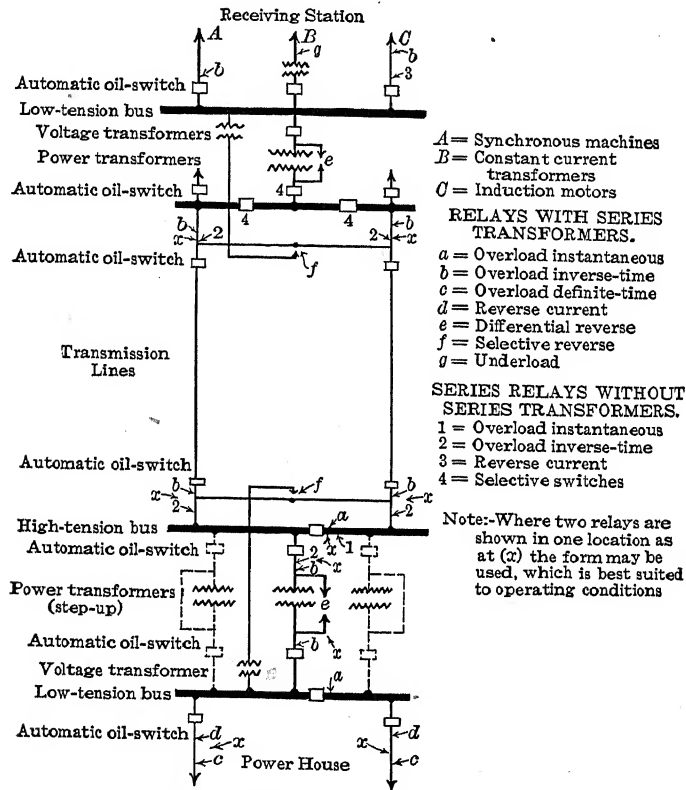 Receiving Station
A B C
b g b
3
Automatic oil-switch
Low-tension bus
Voltage transformers
Power transformers
e
Automatic oil-switch
4
4 4
b b
x 2 2 x
Automatic oil-switch
f
Transmission
Lines
Automatic oil-switch
b f b
x x
2 2
High-tension bus
a
x 1
Automatic oil-switch
2
x
b
Power transformers
(step-up)
e
Automatic oil-switch
b x
Voltage transformer
Low-tension bus
a
Automatic oil-switch
d d
x x
c c
Power House
A = Synchronous machines
B = Constant current
transformers
C = Induction motors
RELAYS WITH SERIES
TRANSFORMERS.
a = Overload instantaneous
b = Overload inverse-time
c = Overload definite-time
d = Reverse current
e = Differential reverse
f = Selective reverse
g = Underload
SERIES RELAYS WITHOUT
SERIES TRANSFORMERS.
1 = Overload instantaneous
2 = Overload inverse-time
3 = Reverse current
4 = Selective switches
Note:-Where two relays are
shown in one location as
at (x) the form may be
used, which is best suited
to operating conditions